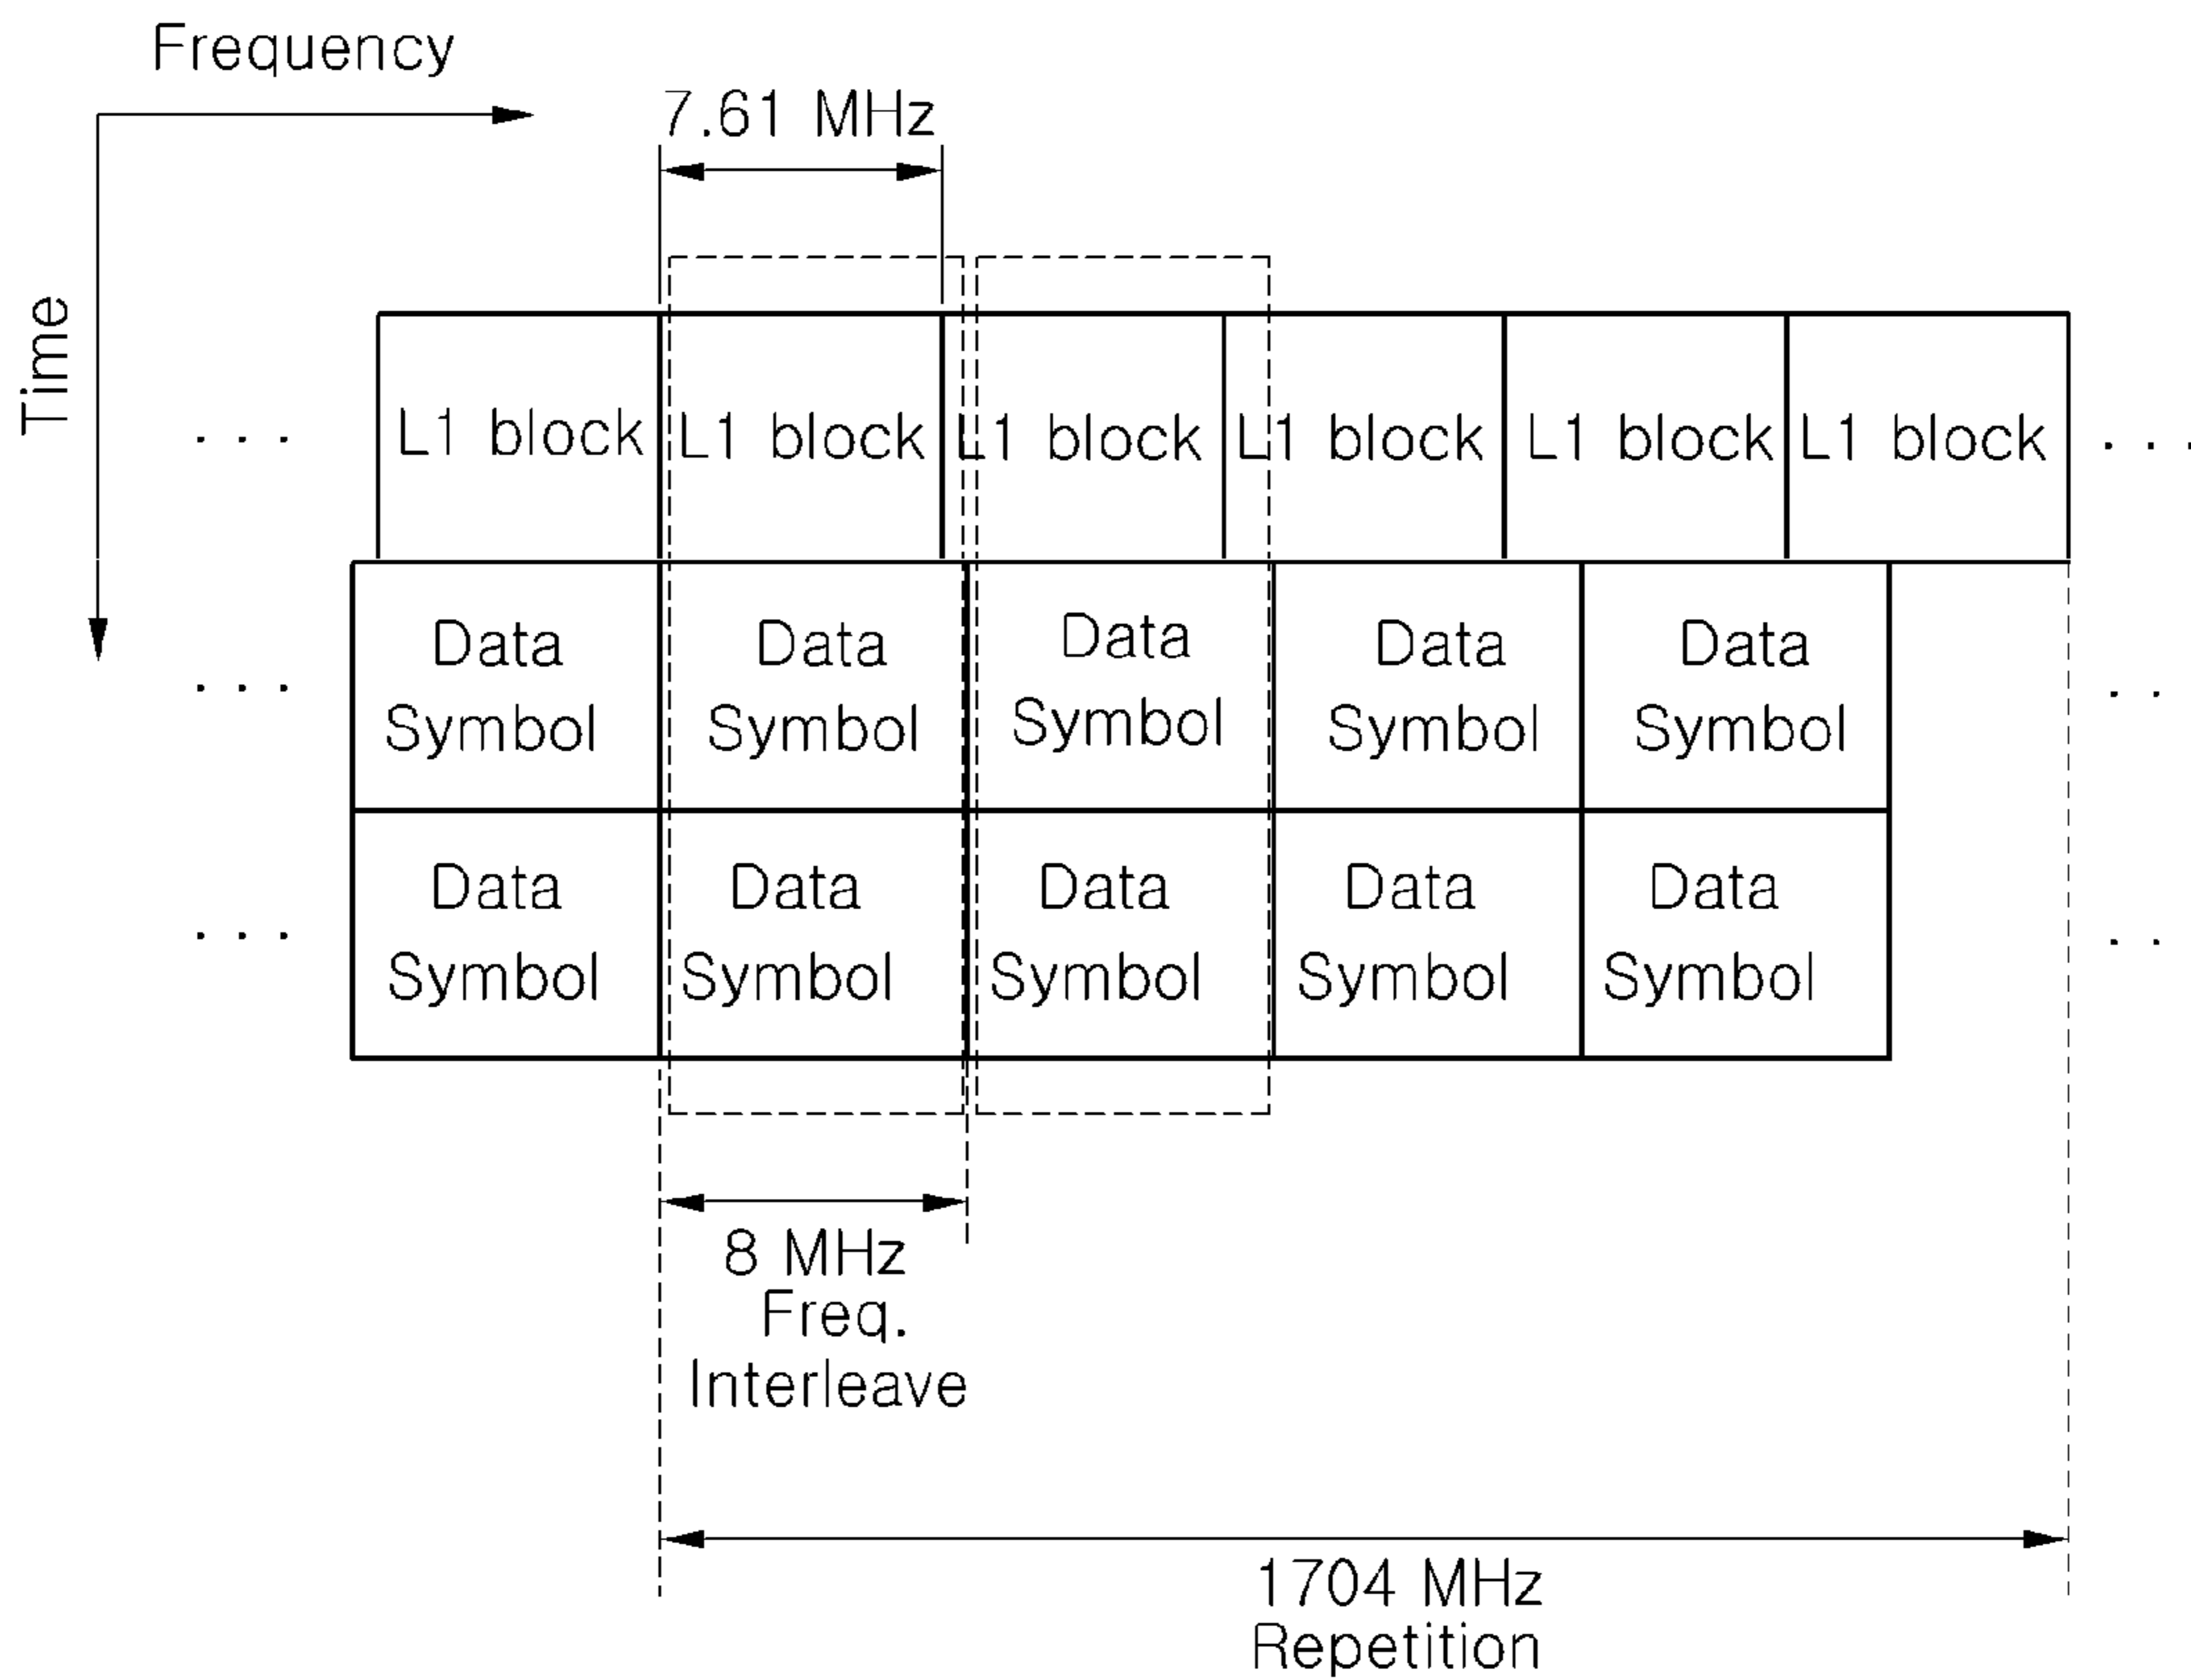 Frequency
7.61 MHz
Time
. . . L1 block L1 block L1 block L1 block L1 block L1 block . . .
. . . Data Data Data Data Data . .
Symbol Symbol Symbol Symbol Symbol
. . . Data Data Data Data Data . .
Symbol Symbol Symbol Symbol Symbol
8 MHz
Freq.
Interleave
1704 MHz
Repetition